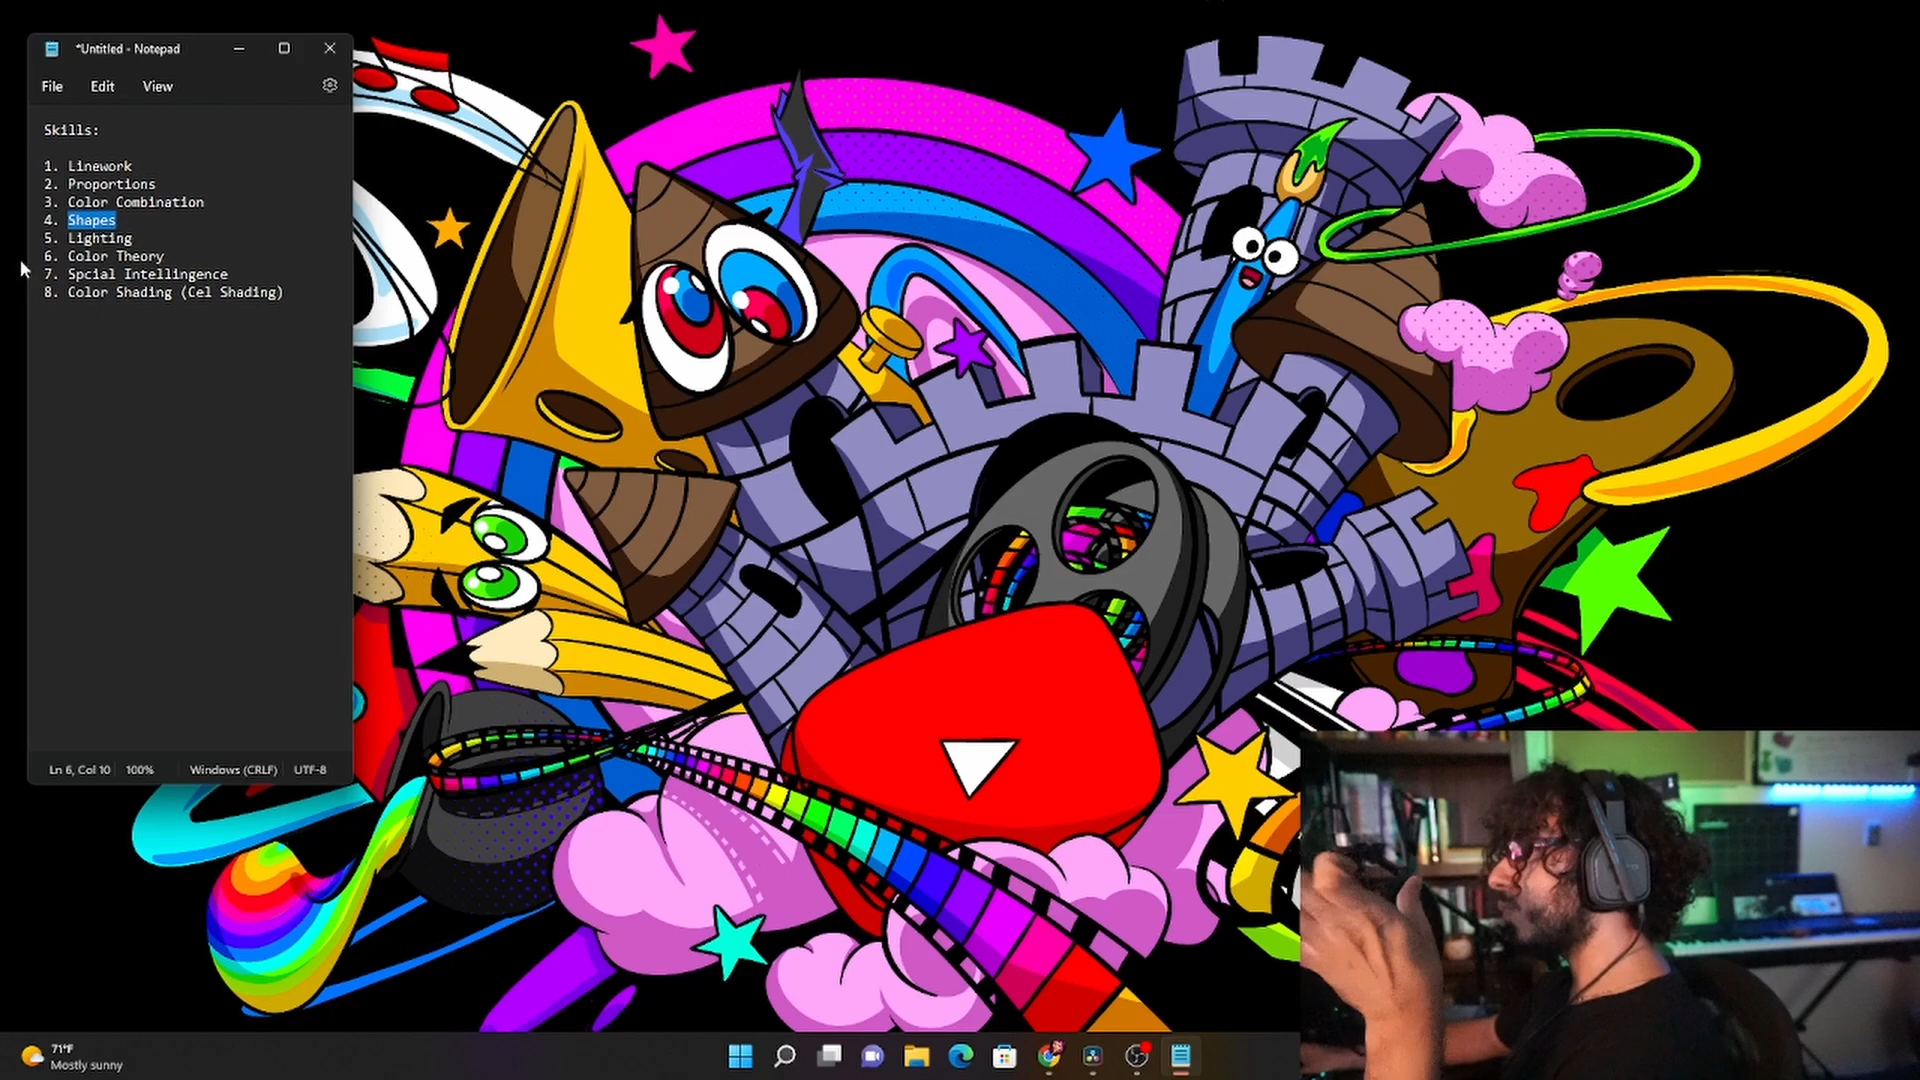 *Untitled - Notepad
File Edit View
Skills:
1. Linework
2. Proportions
3. Color Combination
4. Shapes
5. Lighting
6. Color Theory
7. Spcial Intellingence
8. Color Shading (Cel Shading)
Ln 6, Col 10 100% Windows (CRLF) UTF-8
71°F
Mostly sunny